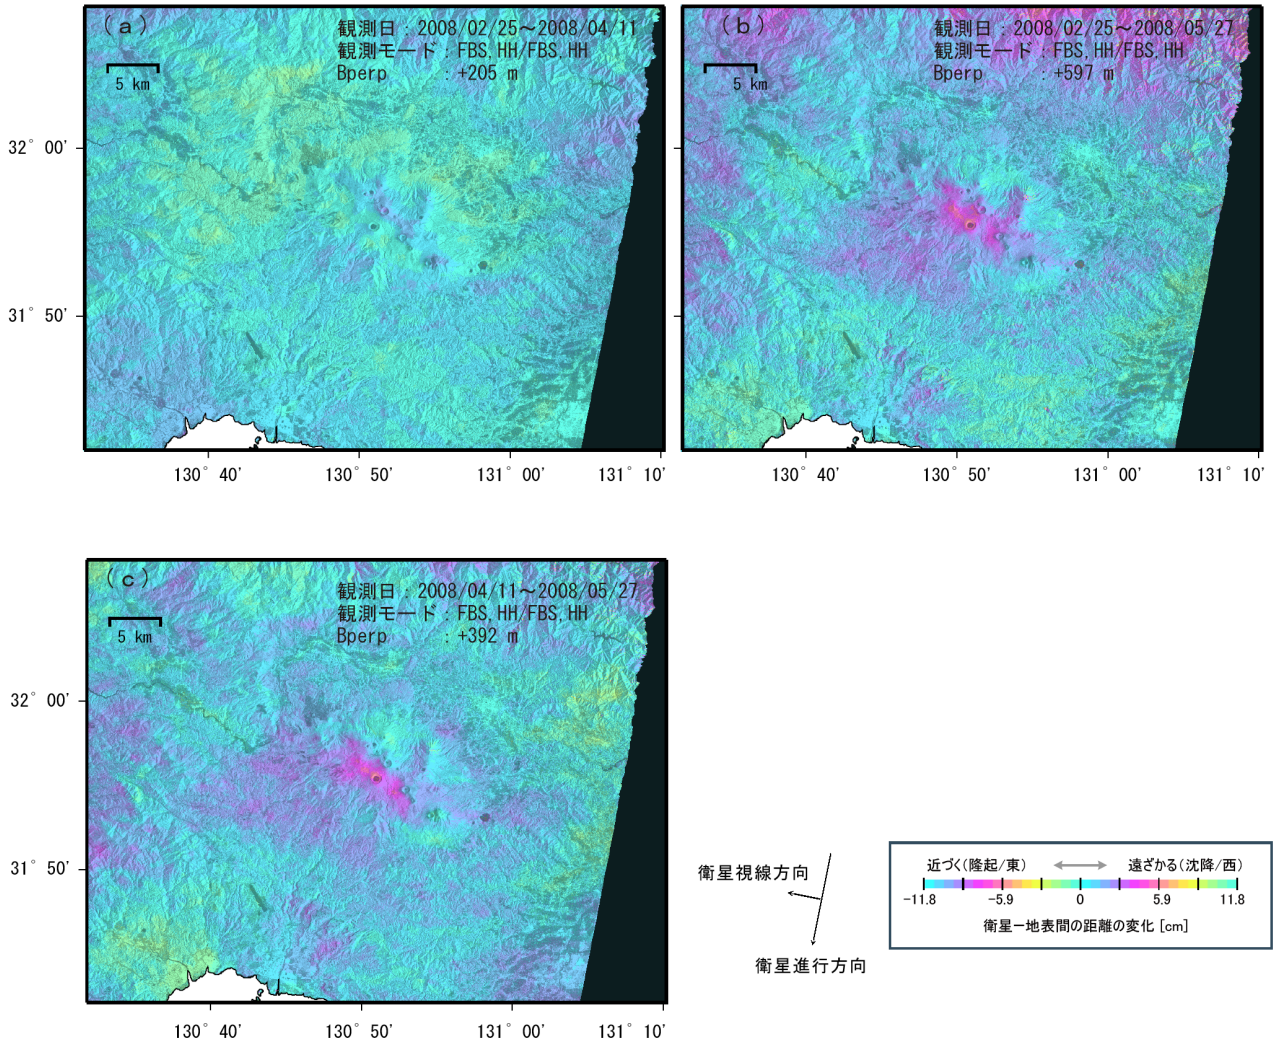 (a)
観測日：2008/02/25～2008/04/11
観測モード：FBS,HH/FBS,HH
Bperp ：+205 m
5 km
(b)
観測日：2008/02/25～2008/05/27
観測モード：FBS,HH/FBS,HH
Bperp ：+597 m
5 km
32° 00'
31° 50'
130° 40'
130° 50'
131° 00'
131° 10'
130° 40'
130° 50'
131° 00'
131° 10'
(c)
観測日：2008/04/11～2008/05/27
観測モード：FBS,HH/FBS,HH
Bperp ：+392 m
5 km
32° 00'
31° 50'
130° 40'
130° 50'
131° 00'
131° 10'
衛星視線方向
衛星進行方向
近づく(隆起/東) 遠ざかる(沈降/西)
-11.8 -5.9 0 5.9 11.8
衛星ー地表間の距離の変化 [cm]